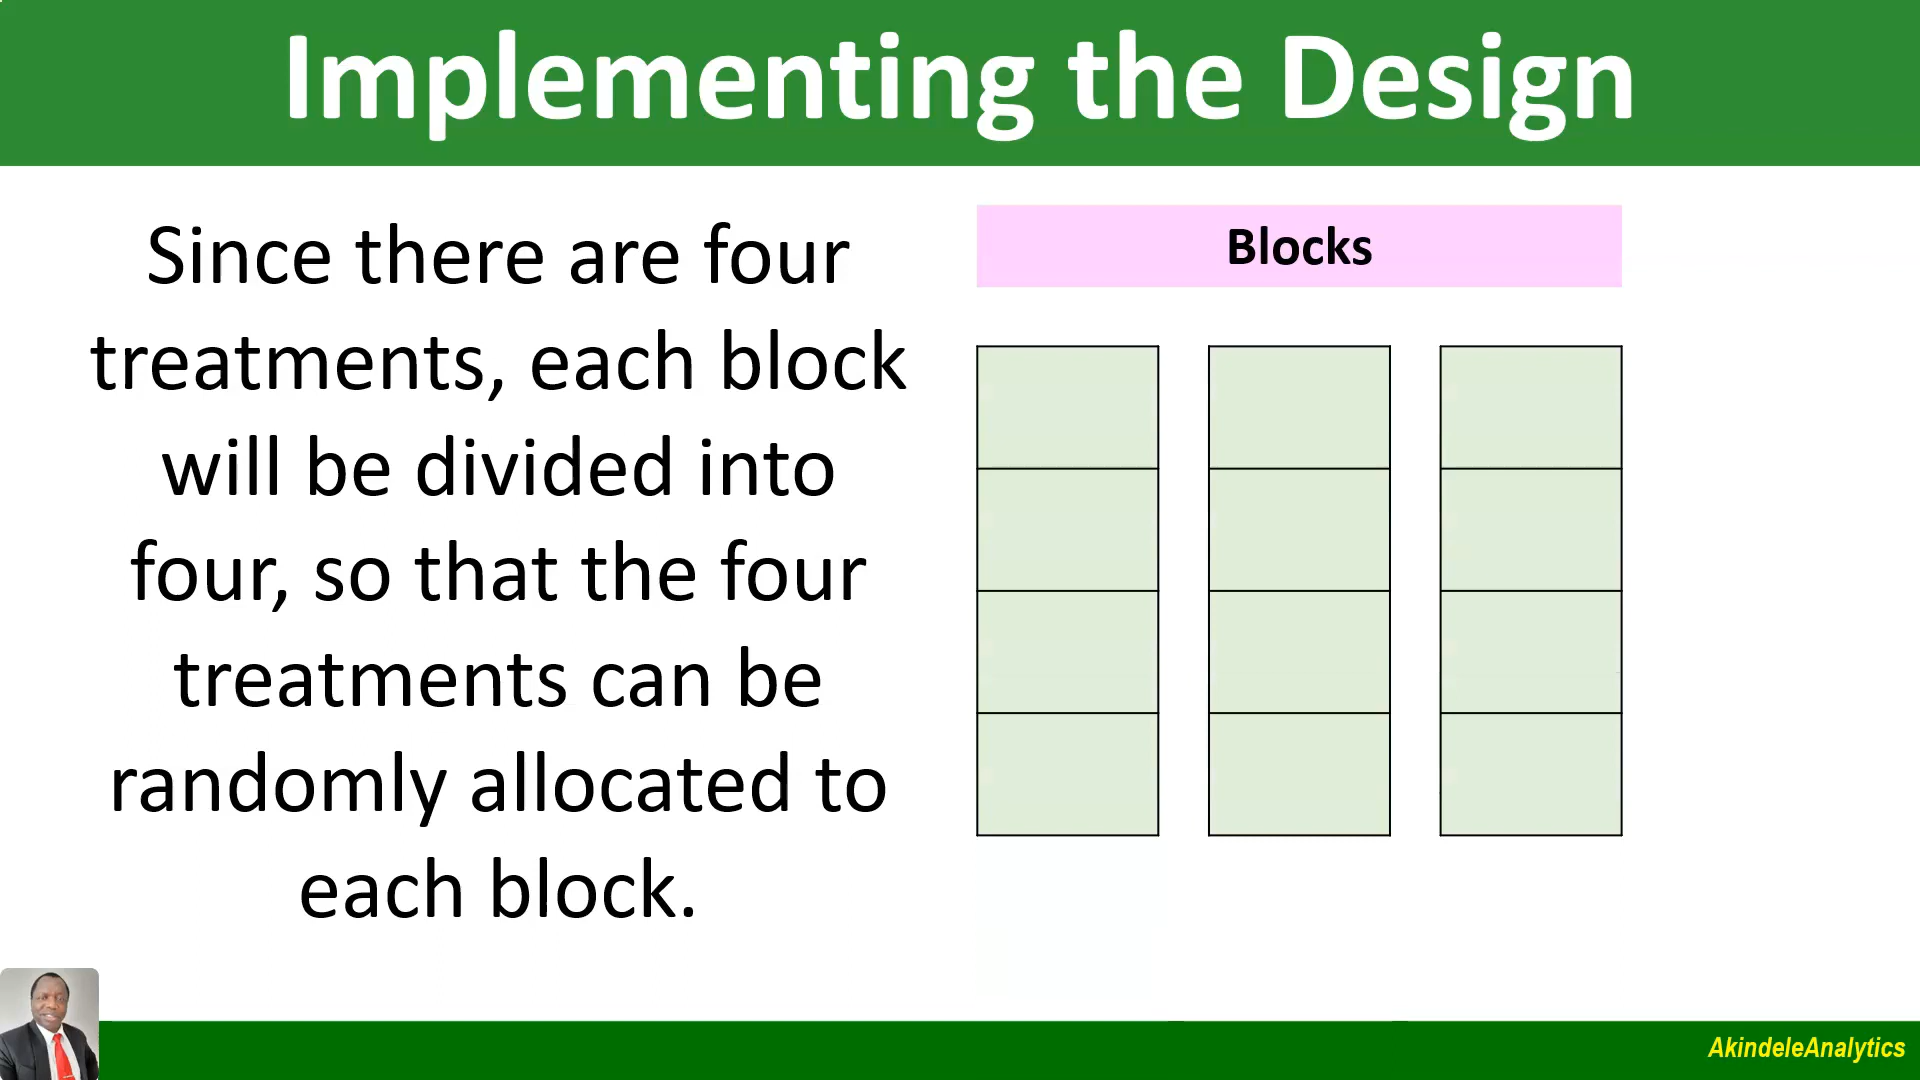 Implementing the Design
Since there are four
treatments, each block
will be divided into
four, so that the four
treatments can be
randomly allocated to
each block.
Blocks
AkindeleAnalytics